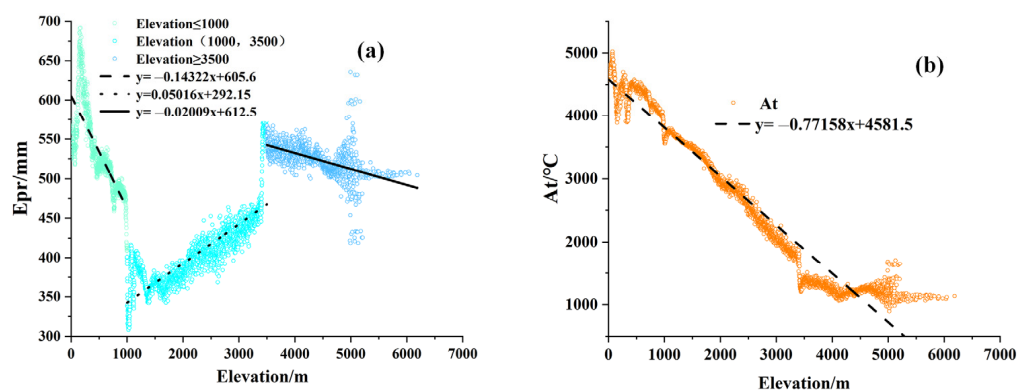 700
650
600
550
500
450
400
350
300
Epr/mm
Elevation≤1000
Elevation（1000，3500）
Elevation≥3500
y= −0.14322x+605.6
y=0.05016x+292.15
y= −0.02009x+612.5
(a)
0 1000 2000 3000 4000 5000 6000 7000
Elevation/m
5000
4000
3000
2000
1000
At/°C
(b)
At
y= −0.77158x+4581.5
0 1000 2000 3000 4000 5000 6000 7000
Elevation/m